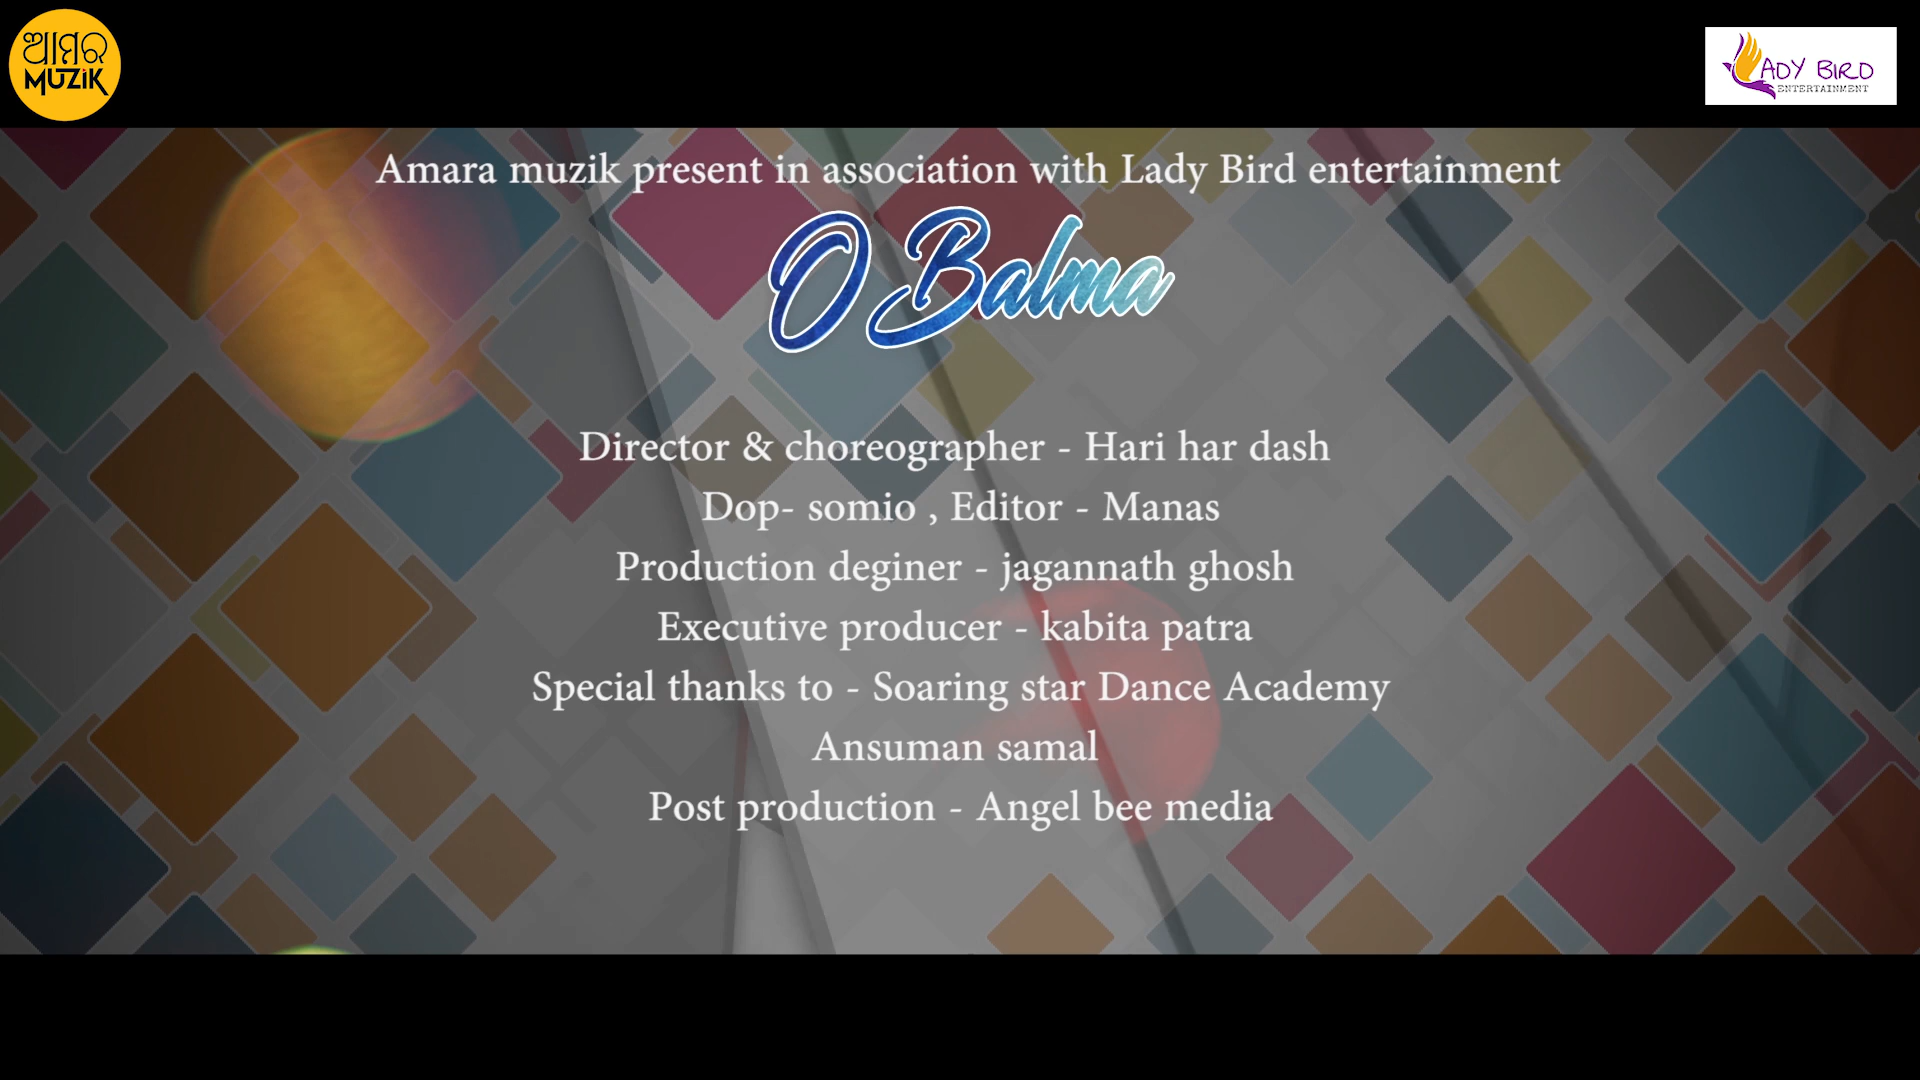 ଆମର
MUZIK
LADY BIRD
ENTERTAINMENT
Amara muzik present in association with Lady Bird entertainment
O Balma
Director & choreographer - Hari har dash
Dop- somio , Editor - Manas
Production deginer - jagannath ghosh
Executive producer - kabita patra
Special thanks to - Soaring star Dance Academy
Ansuman samal
Post production - Angel bee media